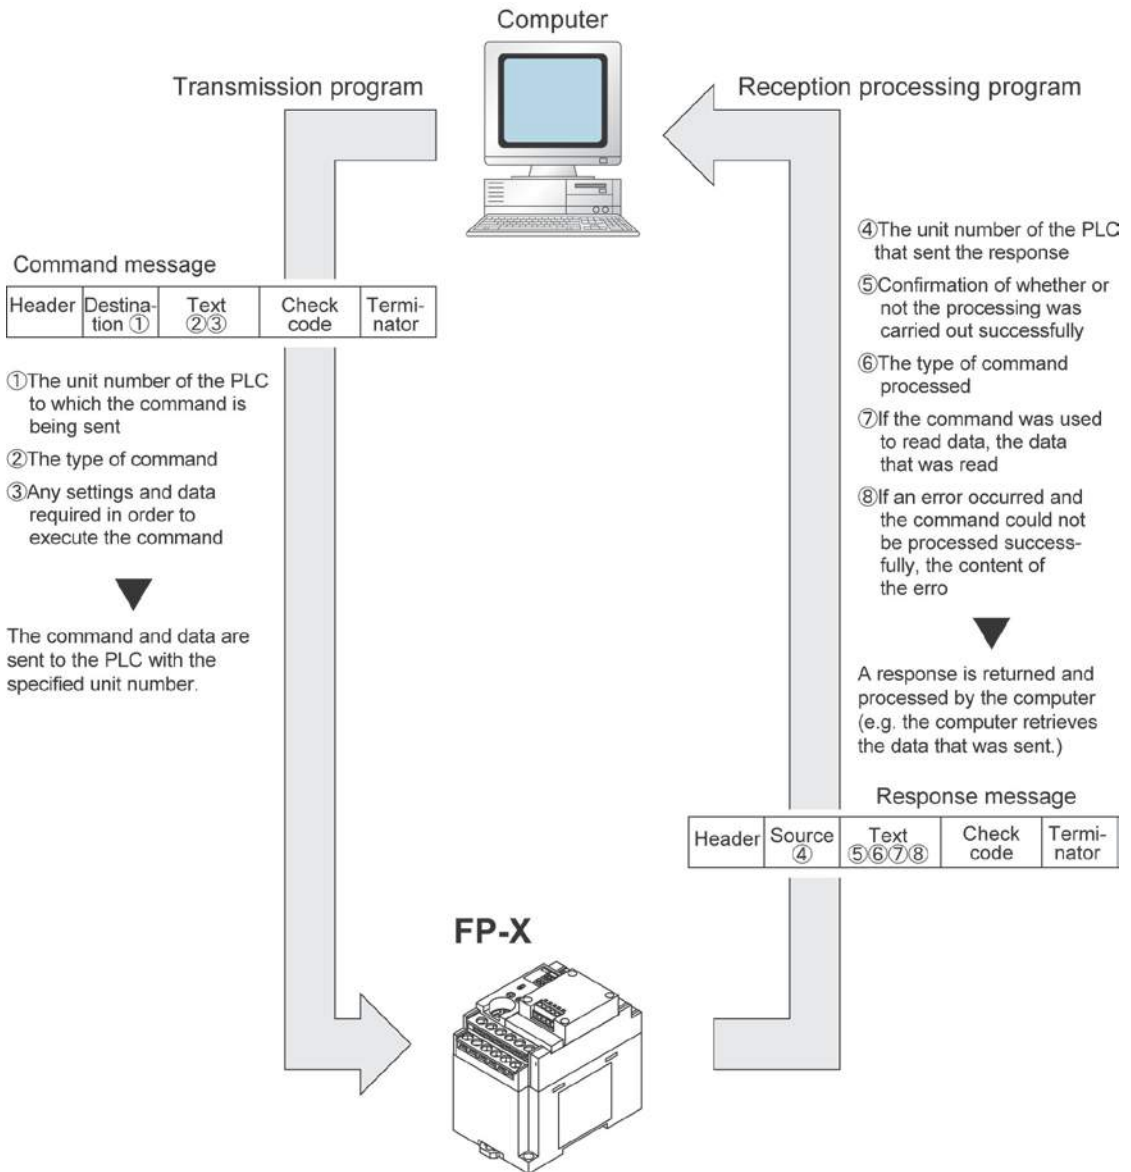 Computer
Transmission program
Reception processing program
Command message
Header Destina- Text Check Termi-
tion ① ②③ code nator
①The unit number of the PLC
to which the command is
being sent
②The type of command
③Any settings and data
required in order to
execute the command
The command and data are
sent to the PLC with the
specified unit number.
④The unit number of the PLC
that sent the response
⑤Confirmation of whether or
not the processing was
carried out successfully
⑥The type of command
processed
⑦If the command was used
to read data, the data
that was read
⑧If an error occurred and
the command could not
be processed success-
fully, the content of
the erro
A response is returned and
processed by the computer
(e.g. the computer retrieves
the data that was sent.)
Response message
Header Source Text Check Termi-
④ ⑤⑥⑦⑧ code nator
FP-X